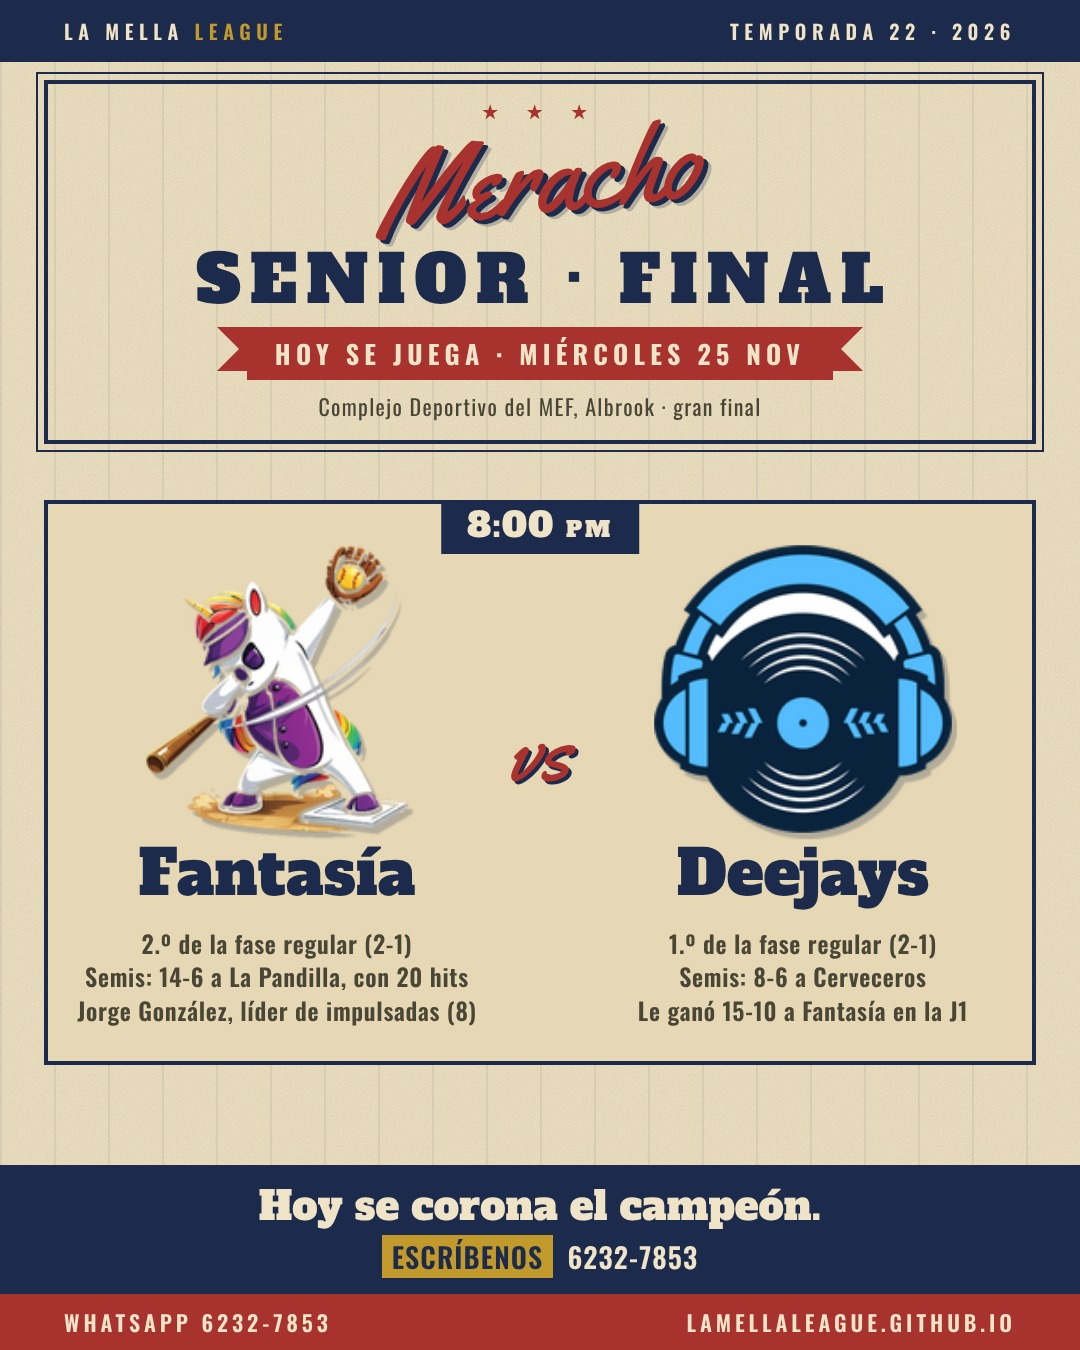 LA MELLA LEAGUE
TEMPORADA 22 · 2026
Meracho
SENIOR · FINAL
HOY SE JUEGA · MIÉRCOLES 25 NOV
Complejo Deportivo del MEF, Albrook · gran final
8:00 PM
vs
Fantasía
2.º de la fase regular (2-1)
Semis: 14-6 a La Pandilla, con 20 hits
Jorge González, líder de impulsadas (8)
Deejays
1.º de la fase regular (2-1)
Semis: 8-6 a Cerveceros
Le ganó 15-10 a Fantasía en la J1
Hoy se corona el campeón.
ESCRÍBENOS 6232-7853
WHATSAPP 6232-7853
LAMELLALEAGUE.GITHUB.IO